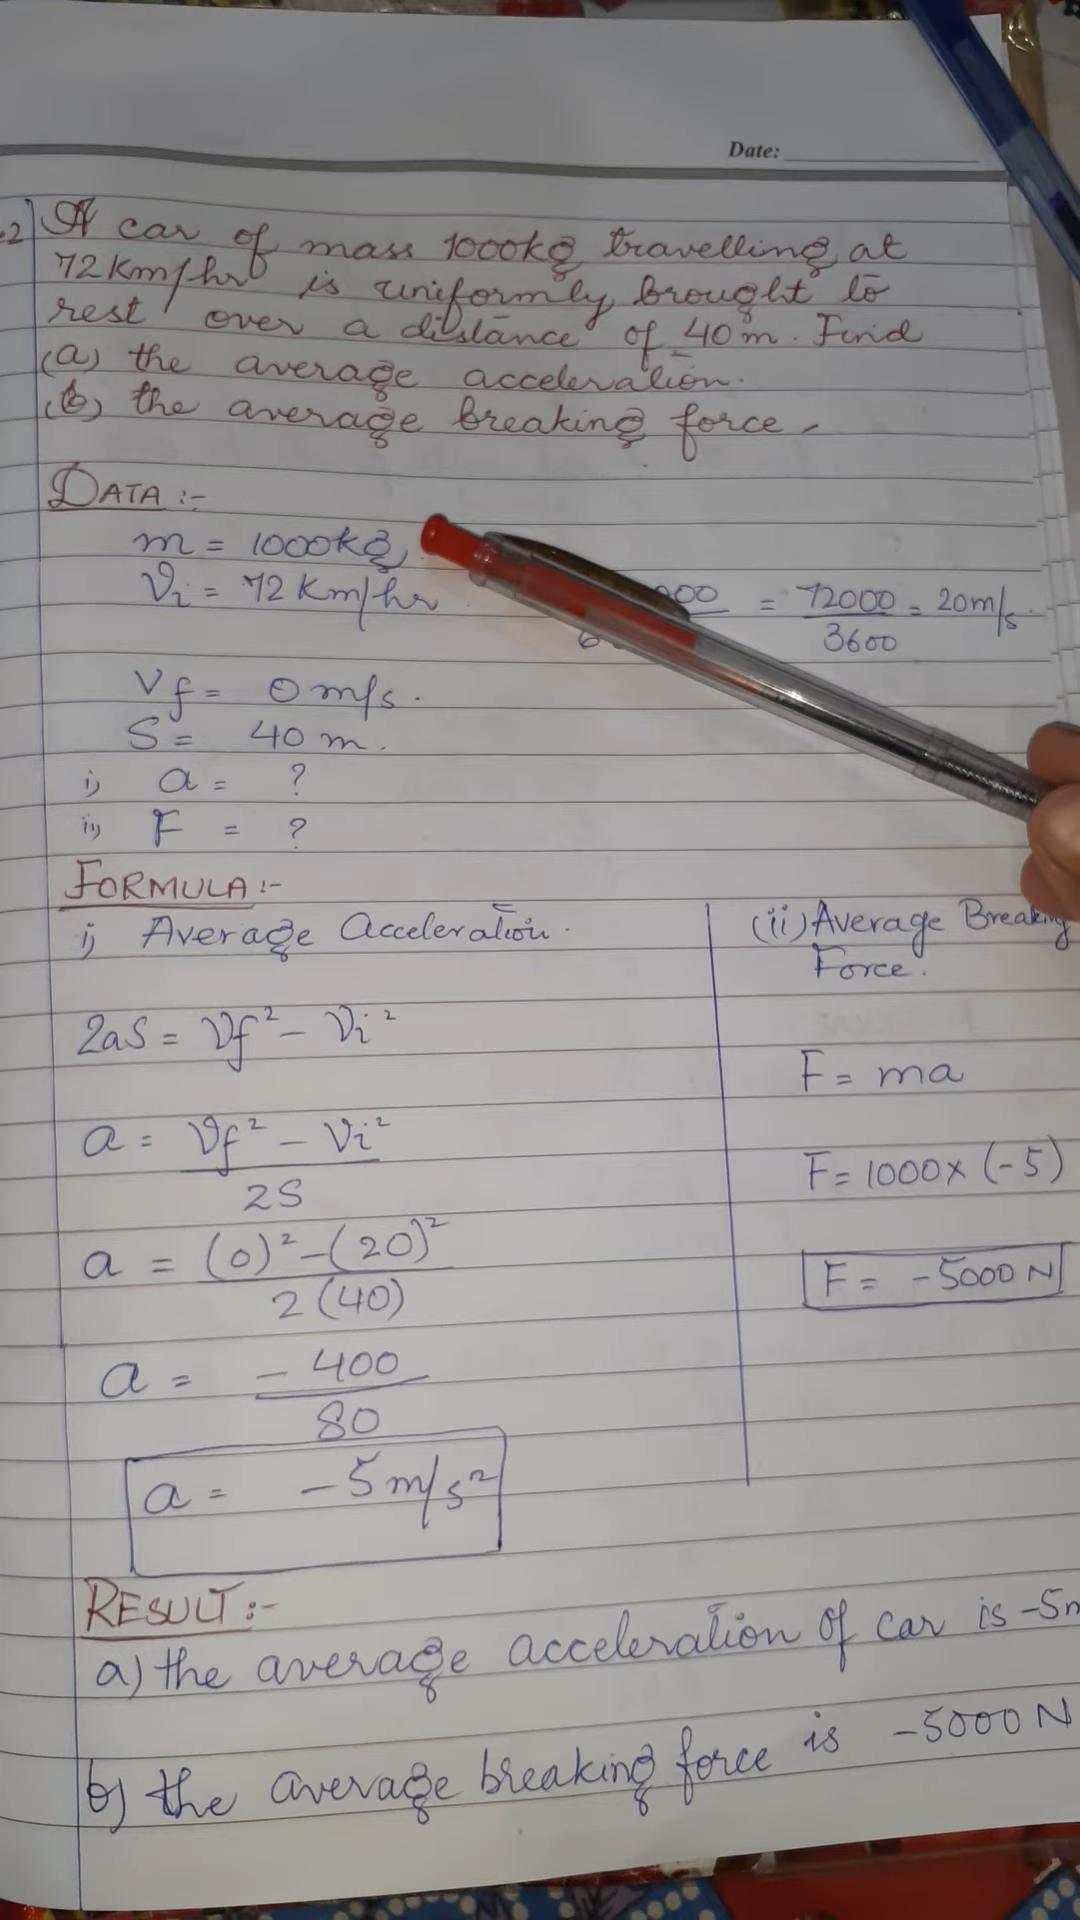 Date:
.2) A car of mass 1000kg travelling at
72 Km/hr is uniformly brought to
rest over a distance of 40m. Find
(a) the average acceleration.
(b) the average breaking force.
DATA :-
m = 1000kg
Vi = 72 Km/hr = 72000/3600 = 20m/s.
Vf = 0 m/s.
S = 40 m.
i) a = ?
ii) F = ?
FORMULA :-
i) Average Acceleration.
2aS = Vf² - Vi²
a = Vf² - Vi² / 2S
a = (0)² - (20)² / 2(40)
a = - 400 / 80
a = -5 m/s²
(ii) Average Breaking
Force.
F = ma
F = 1000 x (-5)
F = -5000 N
RESULT :-
a) the average acceleration of car is -5m
b) the average breaking force is -5000 N